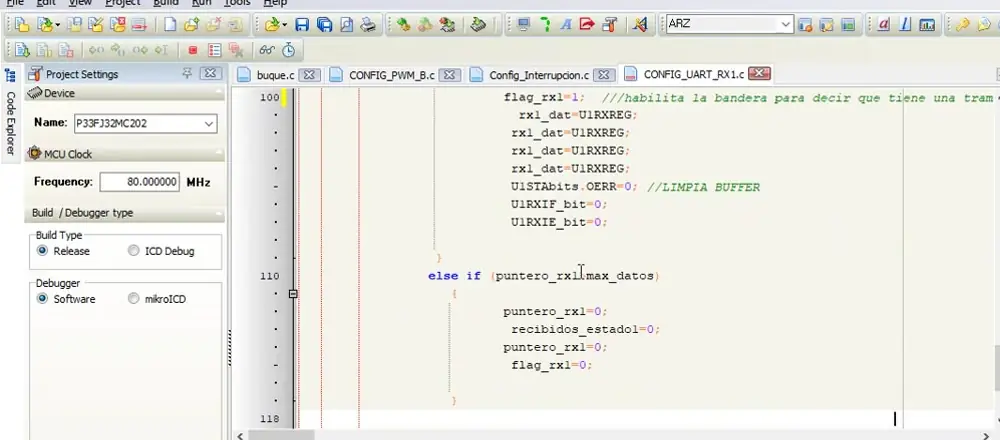 File Edit View Project Build Run Tools Help
ARZ
Project Settings
buque.c
CONFIG_PWM_B.c
Config_Interrupcion.c
CONFIG_UART_RX1.c
Code Explorer
Device
Name: P33FJ32MC202
MCU Clock
Frequency: 80.000000 MHz
Build / Debugger type
Build Type
Release ICD Debug
Debugger
Software mikroICD
100 flag_rx1=1; ///habilita la bandera para decir que tiene una tram
rx1_dat=U1RXREG;
rx1_dat=U1RXREG;
rx1_dat=U1RXREG;
rx1_dat=U1RXREG;
U1STAbits.OERR=0; //LIMPIA BUFFER
U1RXIF_bit=0;
U1RXIE_bit=0;
}
110 else if (puntero_rx1 max_datos)
{
puntero_rx1=0;
recibidos_estado1=0;
puntero_rx1=0;
flag_rx1=0;
}
118